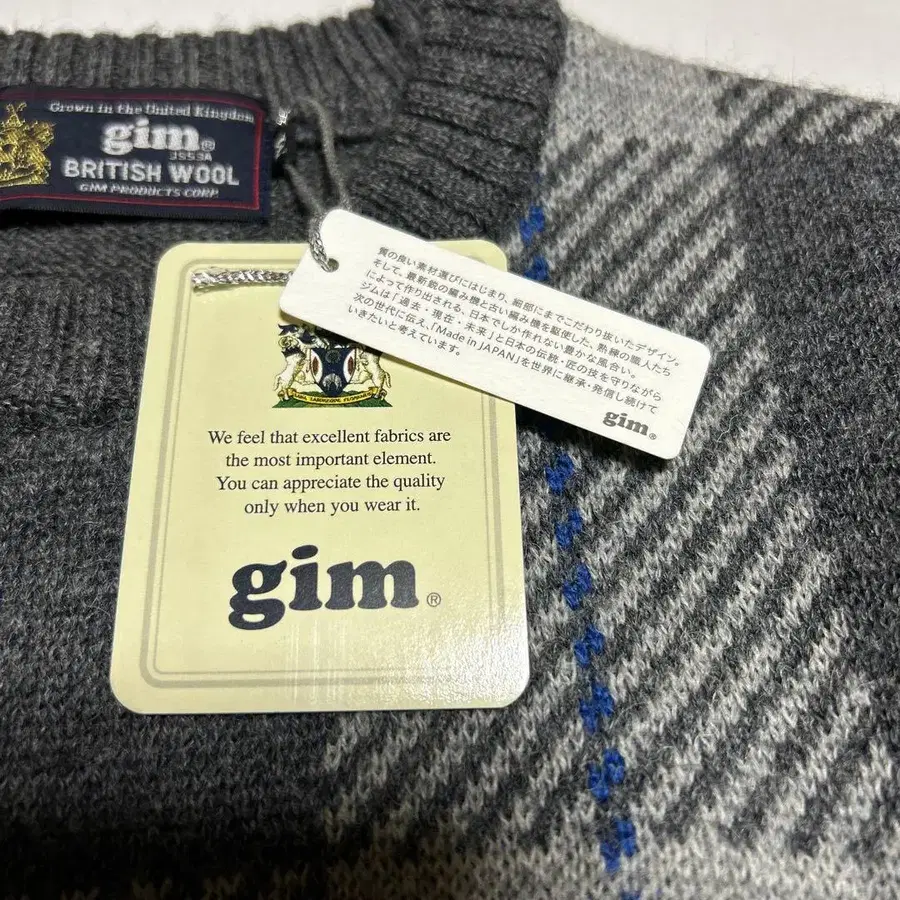 Grown in the United Kingdom
gim®
JS53A
BRITISH WOOL
GIM PRODUCTS CORP.
質の良い素材選びにはじまり、細部にまでこだわり抜いたデザイン。
そして、最新鋭の編み機と古い編み機を駆使した、熟練の職人たち
によって作り出される、日本でしか作れない豊かな風合い。
ジムは「過去・現在・未来」と日本の伝統・匠の技を守りながら
次の世代に伝え、「Made in JAPAN」を世界に継承・発信し続けて
いきたいと考えています。
gim®
We feel that excellent fabrics are
the most important element.
You can appreciate the quality
only when you wear it.
gim®